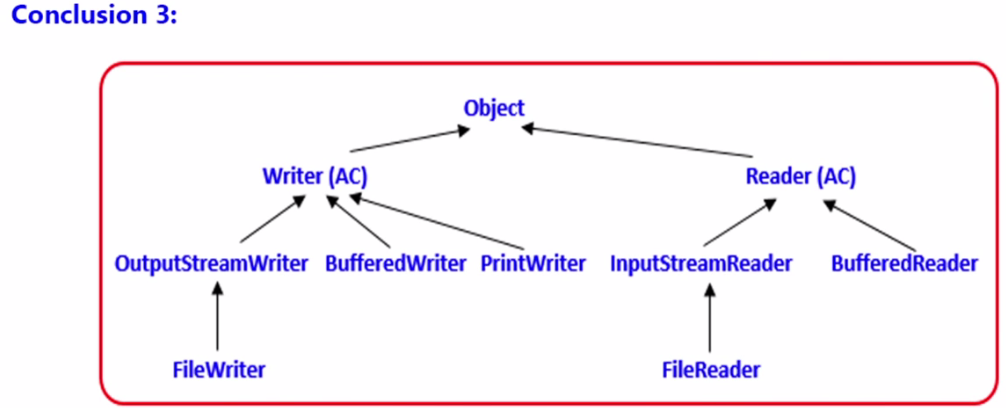 Conclusion 3:
Object
Writer (AC) Reader (AC)
OutputStreamWriter BufferedWriter PrintWriter InputStreamReader BufferedReader
FileWriter FileReader